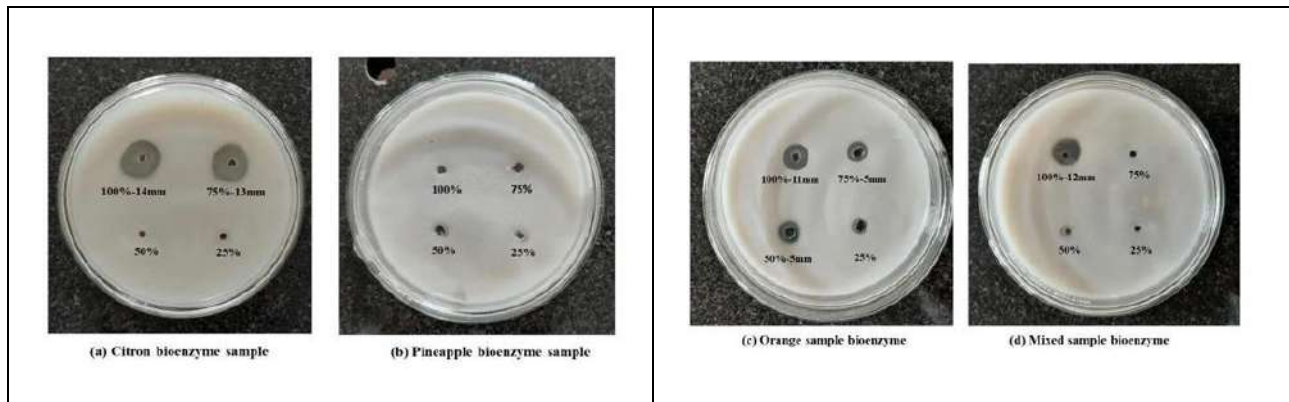 100%-14mm
75%-13mm
50%
25%
(a) Citron bioenzyme sample
100%
75%
50%
25%
(b) Pineapple bioenzyme sample
100%-11mm
75%-5mm
50%-5mm
25%
(c) Orange sample bioenzyme
100%-12mm
75%
50%
25%
(d) Mixed sample bioenzyme